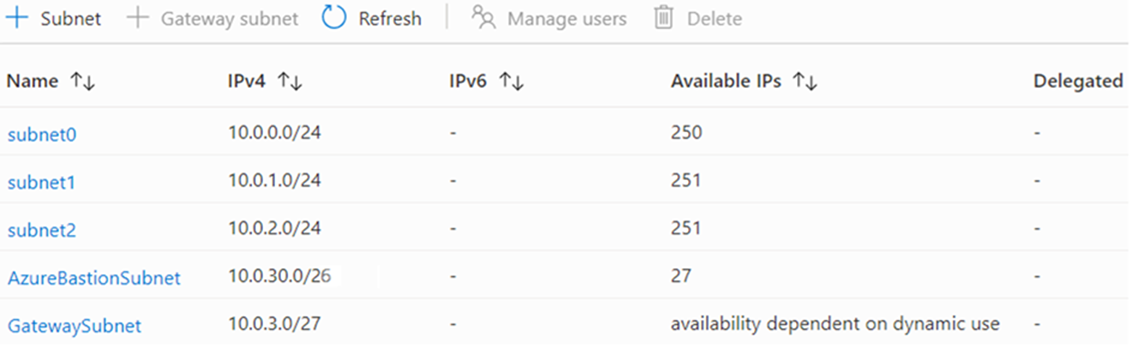 + Subnet + Gateway subnet Refresh Manage users Delete
Name ↑↓ IPv4 ↑↓ IPv6 ↑↓ Available IPs ↑↓ Delegated
subnet0 10.0.0.0/24 - 250 -
subnet1 10.0.1.0/24 - 251 -
subnet2 10.0.2.0/24 - 251 -
AzureBastionSubnet 10.0.30.0/26 - 27 -
GatewaySubnet 10.0.3.0/27 - availability dependent on dynamic use -